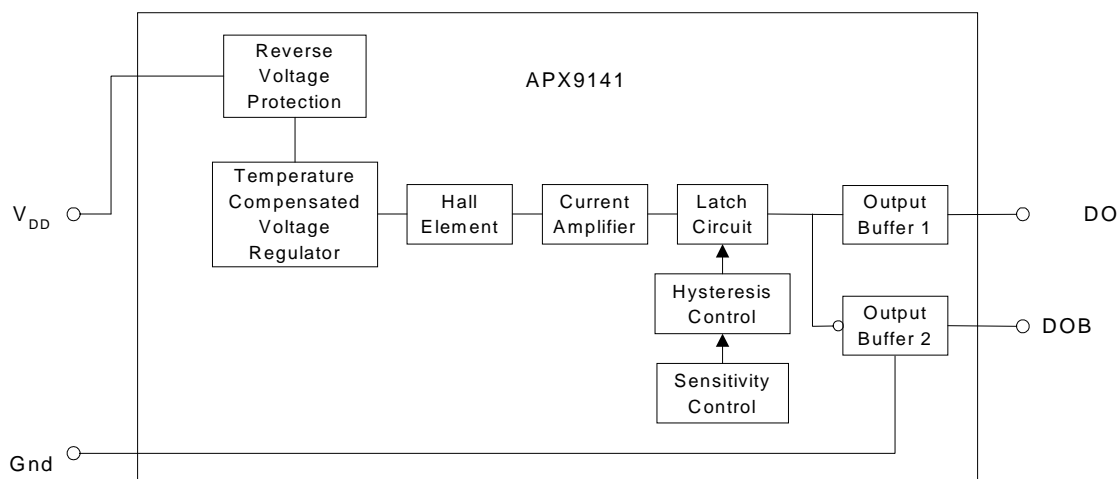 Reverse
Voltage
Protection
APX9141
Temperature
Compensated
Voltage
Regulator
Hall
Element
Current
Amplifier
Latch
Circuit
Output
Buffer 1
VDD
DO
Hysteresis
Control
Output
Buffer 2
DOB
Sensitivity
Control
Gnd